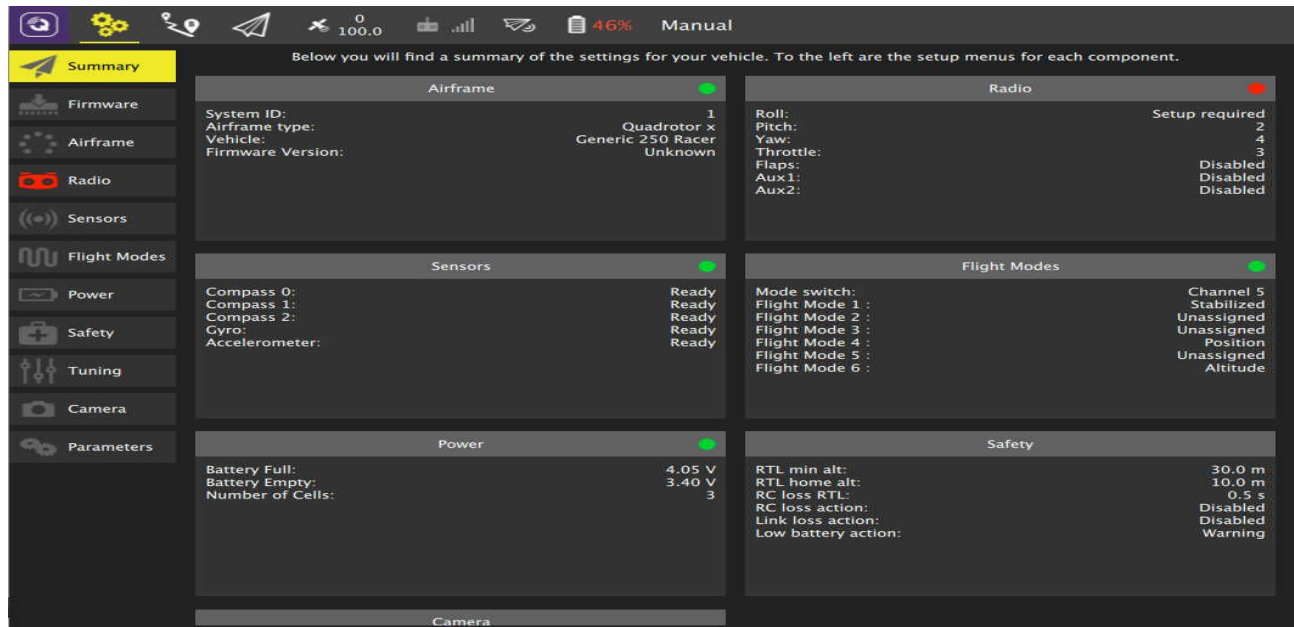 0
100.0
46%
Manual
Below you will find a summary of the settings for your vehicle. To the left are the setup menus for each component.
Summary
Firmware
Airframe
Radio
Sensors
Flight Modes
Power
Safety
Tuning
Camera
Parameters
Airframe
System ID: 1
Airframe type: Quadrotor x
Vehicle: Generic 250 Racer
Firmware Version: Unknown
Radio
Roll: Setup required
Pitch: 2
Yaw: 4
Throttle: 3
Flaps: Disabled
Aux1: Disabled
Aux2: Disabled
Sensors
Compass 0: Ready
Compass 1: Ready
Compass 2: Ready
Gyro: Ready
Accelerometer: Ready
Flight Modes
Mode switch: Channel 5
Flight Mode 1 : Stabilized
Flight Mode 2 : Unassigned
Flight Mode 3 : Unassigned
Flight Mode 4 : Position
Flight Mode 5 : Unassigned
Flight Mode 6 : Altitude
Power
Battery Full: 4.05 V
Battery Empty: 3.40 V
Number of Cells: 3
Safety
RTL min alt: 30.0 m
RTL home alt: 10.0 m
RC loss RTL: 0.5 s
RC loss action: Disabled
Link loss action: Disabled
Low battery action: Warning
Camera